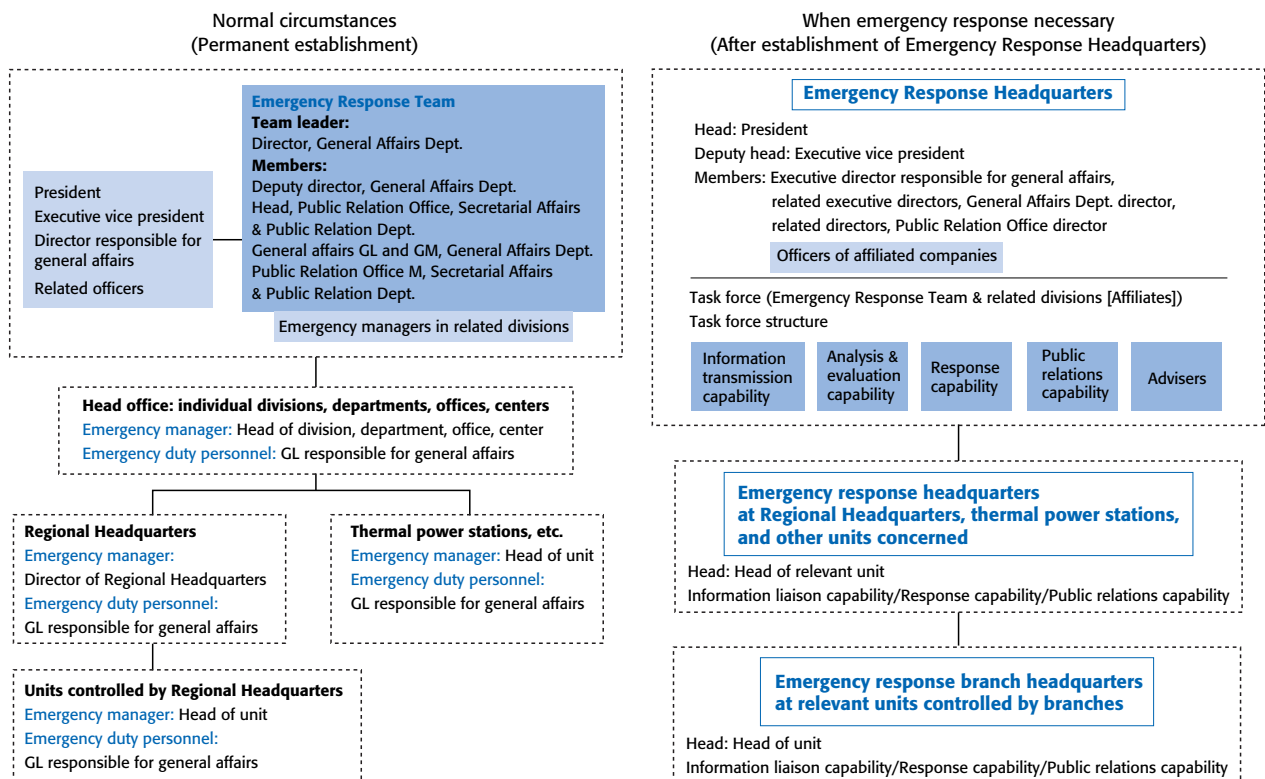 Normal circumstances
(Permanent establishment)
President
Executive vice president
Director responsible for
general affairs
Related officers
Emergency Response Team
Team leader:
Director, General Affairs Dept.
Members:
Deputy director, General Affairs Dept.
Head, Public Relation Office, Secretarial Affairs
& Public Relation Dept.
General affairs GL and GM, General Affairs Dept.
Public Relation Office M, Secretarial Affairs
& Public Relation Dept.
Emergency managers in related divisions
Head office: individual divisions, departments, offices, centers
Emergency manager: Head of division, department, office, center
Emergency duty personnel: GL responsible for general affairs
Regional Headquarters
Emergency manager:
Director of Regional Headquarters
Emergency duty personnel:
GL responsible for general affairs
Thermal power stations, etc.
Emergency manager: Head of unit
Emergency duty personnel:
GL responsible for general affairs
Units controlled by Regional Headquarters
Emergency manager: Head of unit
Emergency duty personnel:
GL responsible for general affairs
When emergency response necessary
(After establishment of Emergency Response Headquarters)
Emergency Response Headquarters
Head: President
Deputy head: Executive vice president
Members: Executive director responsible for general affairs,
related executive directors, General Affairs Dept. director,
related directors, Public Relation Office director
Officers of affiliated companies
Task force (Emergency Response Team & related divisions [Affiliates])
Task force structure
Information
transmission
capability
Analysis &
evaluation
capability
Response
capability
Public
relations
capability
Advisers
Emergency response headquarters
at Regional Headquarters, thermal power stations,
and other units concerned
Head: Head of relevant unit
Information liaison capability/Response capability/Public relations capability
Emergency response branch headquarters
at relevant units controlled by branches
Head: Head of unit
Information liaison capability/Response capability/Public relations capability